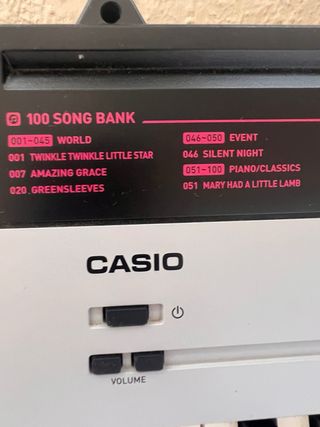 100 SONG BANK
001-045 WORLD
001 TWINKLE TWINKLE LITTLE STAR
007 AMAZING GRACE
020 GREENSLEEVES
046-050 EVENT
046 SILENT NIGHT
051-100 PIANO/CLASSICS
051 MARY HAD A LITTLE LAMB
CASIO
VOLUME